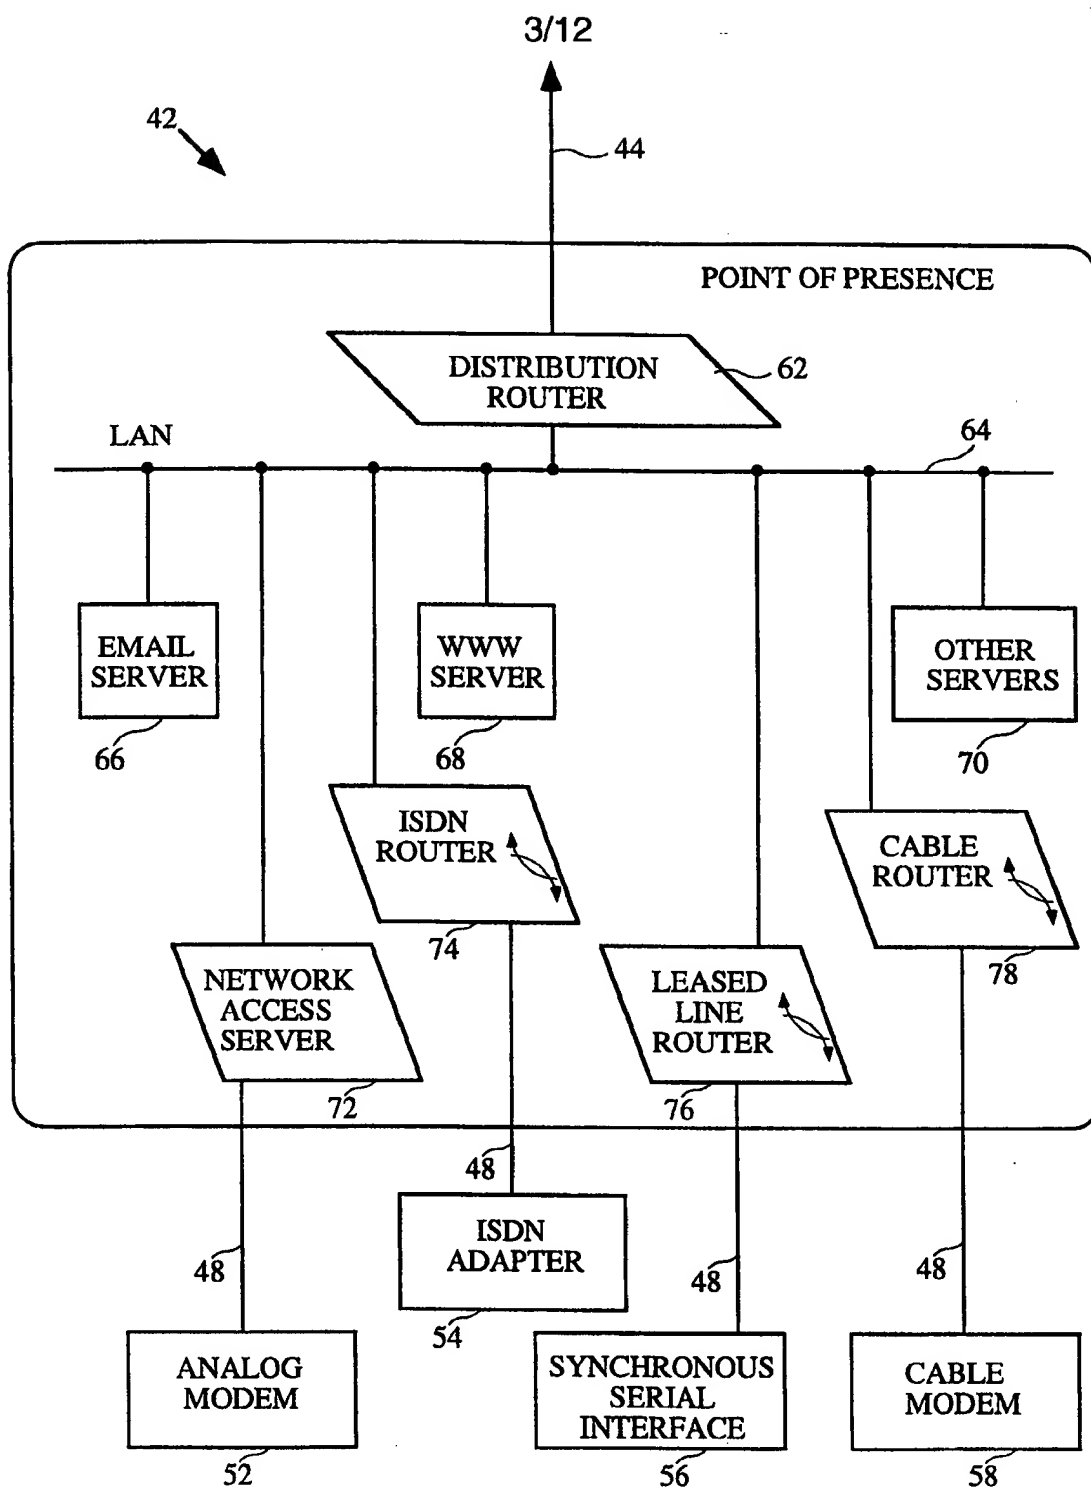 3/12
42
44
POINT OF PRESENCE
DISTRIBUTION
ROUTER
62
LAN
64
EMAIL
SERVER
66
WWW
SERVER
68
OTHER
SERVERS
70
ISDN
ROUTER
74
CABLE
ROUTER
78
NETWORK
ACCESS
SERVER
72
LEASED
LINE
ROUTER
76
48
ISDN
ADAPTER
54
48
48
48
ANALOG
MODEM
52
SYNCHRONOUS
SERIAL
INTERFACE
56
CABLE
MODEM
58